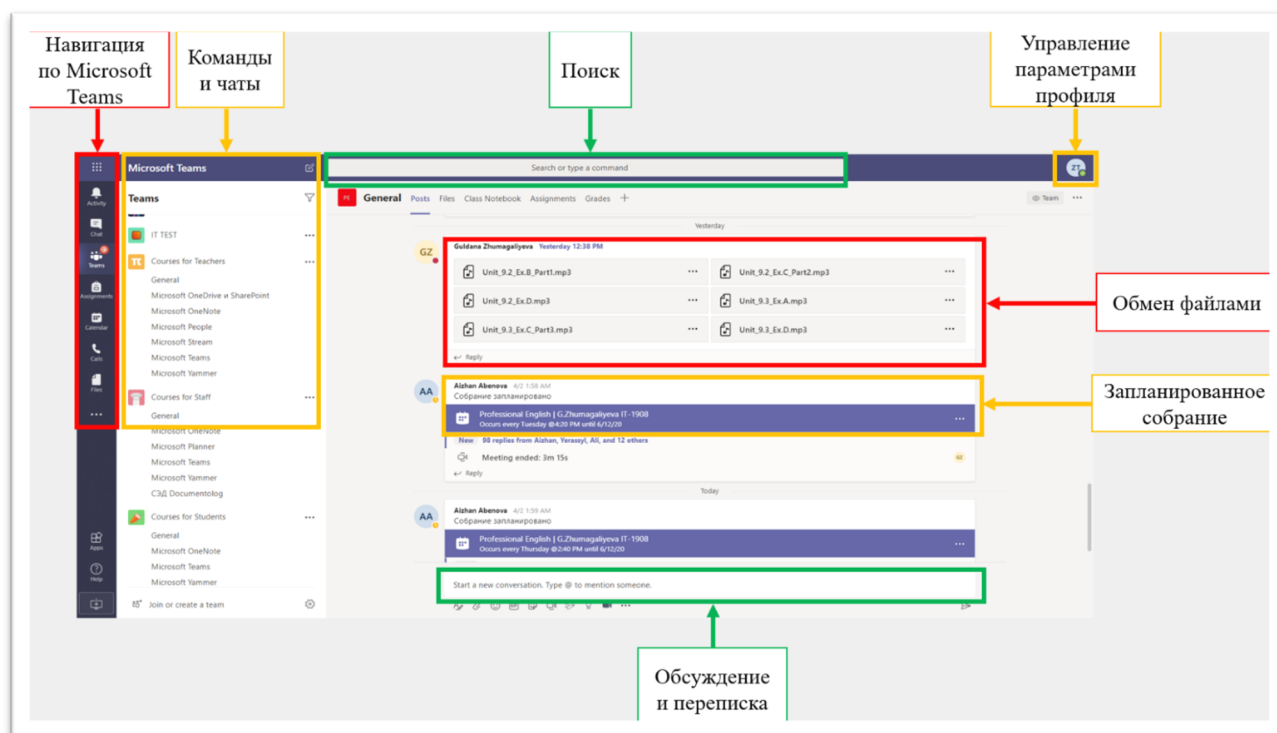 Навигация
по Microsoft
Teams
Команды
и чаты
Поиск
Управление
параметрами
профиля
Microsoft Teams
Search or type a command
ZT
Activity
Chat
Teams
Assignments
Calendar
Calls
Files
Apps
Help
Teams
IT TEST
Courses for Teachers
General
Microsoft OneDrive и SharePoint
Microsoft OneNote
Microsoft People
Microsoft Stream
Microsoft Teams
Microsoft Yammer
Courses for Staff
General
Microsoft OneNote
Microsoft Planner
Microsoft Teams
Microsoft Yammer
СЭД Documentolog
Courses for Students
General
Microsoft OneNote
Microsoft Teams
Microsoft Yammer
Join or create a team
PE General Posts Files Class Notebook Assignments Grades + Team
Yesterday
GZ
Guldana Zhumagaliyeva Yesterday 12:38 PM
Unit_9.2_Ex.B_Part1.mp3 Unit_9.2_Ex.C_Part2.mp3
Unit_9.2_Ex.D.mp3 Unit_9.3_Ex.A.mp3
Unit_9.3_Ex.C_Part3.mp3 Unit_9.3_Ex.D.mp3
Reply
AA
Aizhan Abenova 4/2 1:58 AM
Собрание запланировано
Professional English | G.Zhumagaliyeva IT-1908
Occurs every Tuesday @4:20 PM until 6/12/20
New 90 replies from Aizhan, Yerassyl, Ali, and 12 others
Meeting ended: 3m 15s GZ
Reply
Today
AA
Aizhan Abenova 4/2 1:59 AM
Собрание запланировано
Professional English | G.Zhumagaliyeva IT-1908
Occurs every Thursday @2:40 PM until 6/12/20
Start a new conversation. Type @ to mention someone.
Обмен файлами
Запланированное
собрание
Обсуждение
и переписка